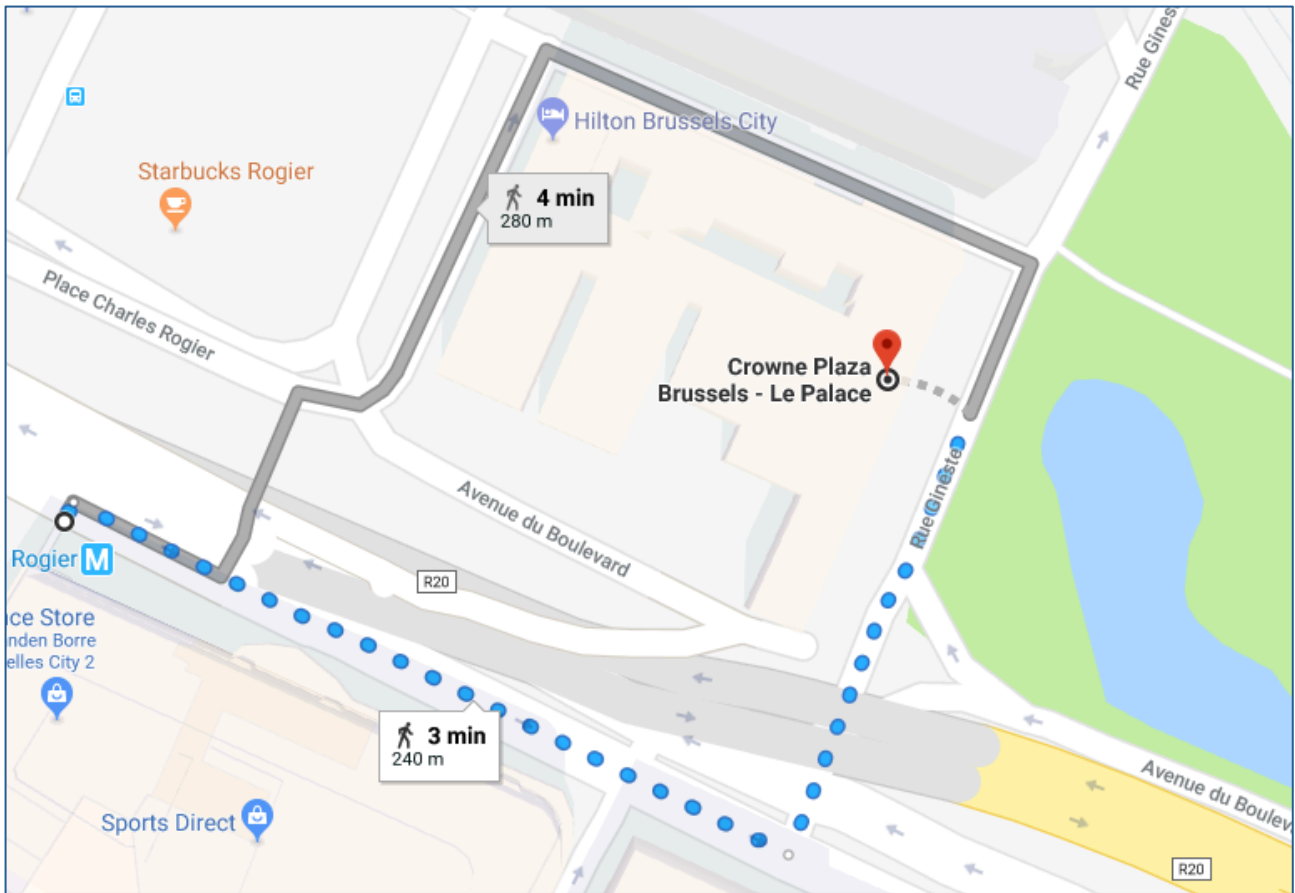 Rue Gines
Hilton Brussels City
Starbucks Rogier
4 min
280 m
Place Charles Rogier
Crowne Plaza
Brussels - Le Palace
Rue Gineste
Avenue du Boulevard
Rogier M
R20
ce Store
nden Borre
elles City 2
3 min
240 m
Avenue du Boulev
Sports Direct
R20